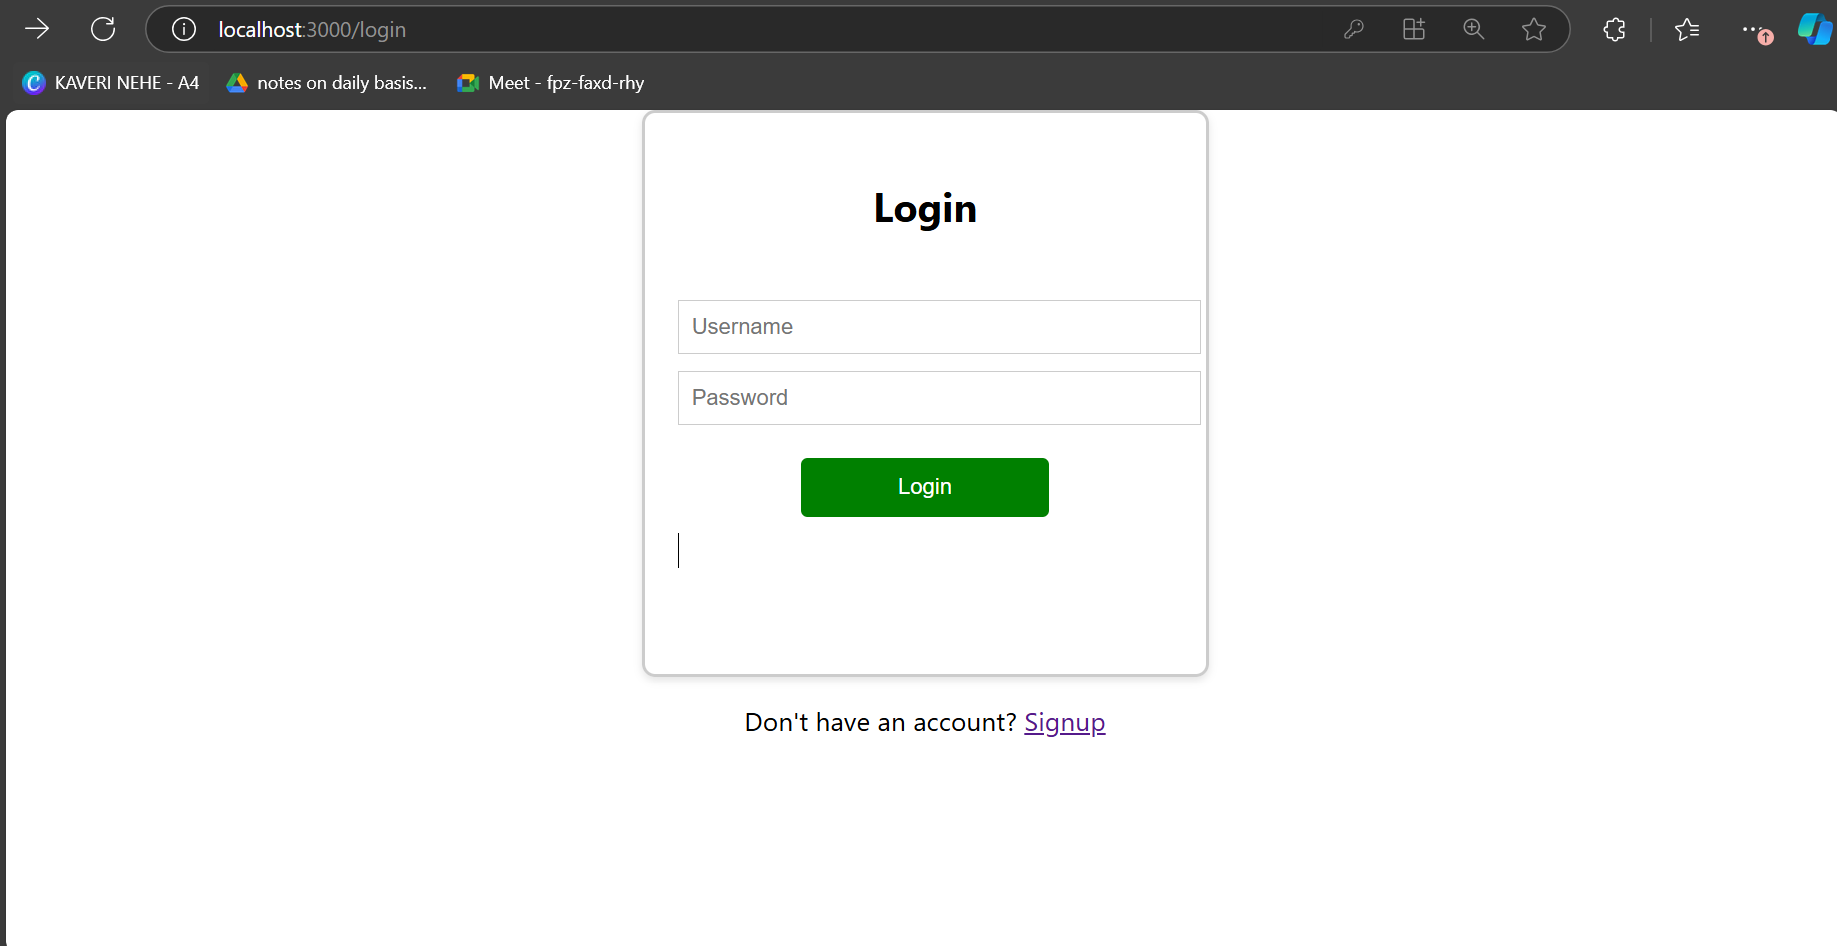 localhost:3000/login
KAVERI NEHE - A4 notes on daily basis... Meet - fpz-faxd-rhy
Login
Username
Password
Login
Don't have an account? Signup